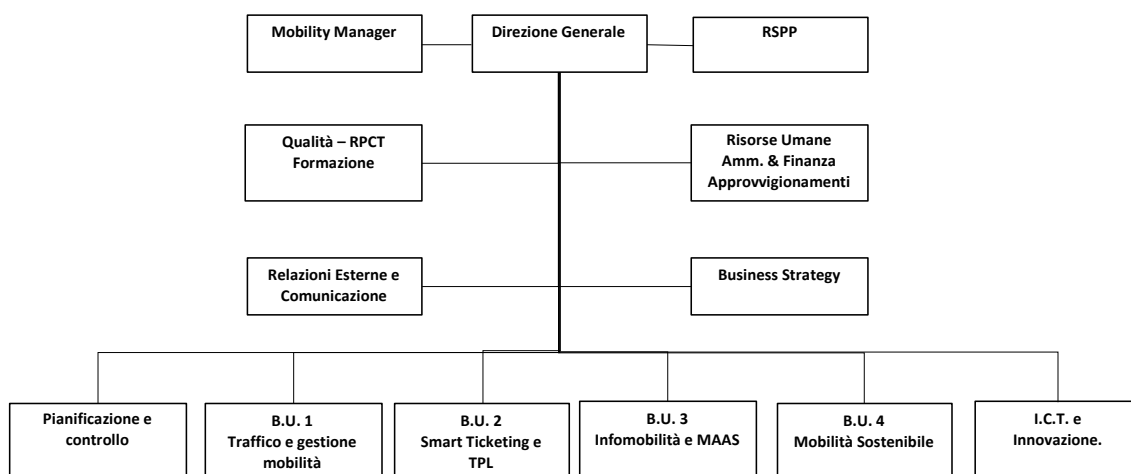 Mobility Manager
Direzione Generale
RSPP
Qualità – RPCT
Formazione
Risorse Umane
Amm. & Finanza
Approvvigionamenti
Relazioni Esterne e
Comunicazione
Business Strategy
Pianificazione e
controllo
B.U. 1
Traffico e gestione
mobilità
B.U. 2
Smart Ticketing e
TPL
B.U. 3
Infomobilità e MAAS
B.U. 4
Mobilità Sostenibile
I.C.T. e
Innovazione.